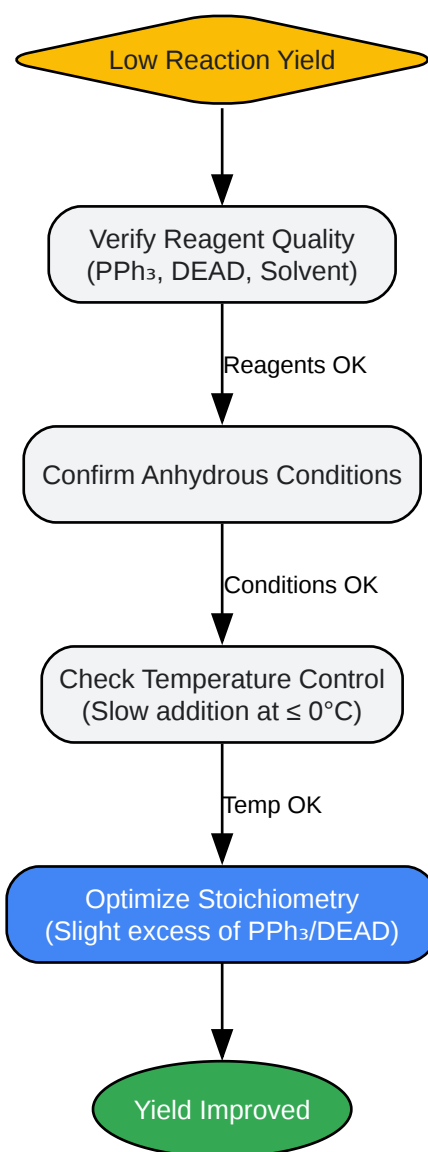 Low Reaction Yield
Verify Reagent Quality
(PPh₃, DEAD, Solvent)
Reagents OK
Confirm Anhydrous Conditions
Conditions OK
Check Temperature Control
(Slow addition at ≤ 0°C)
Temp OK
Optimize Stoichiometry
(Slight excess of PPh₃/DEAD)
Yield Improved